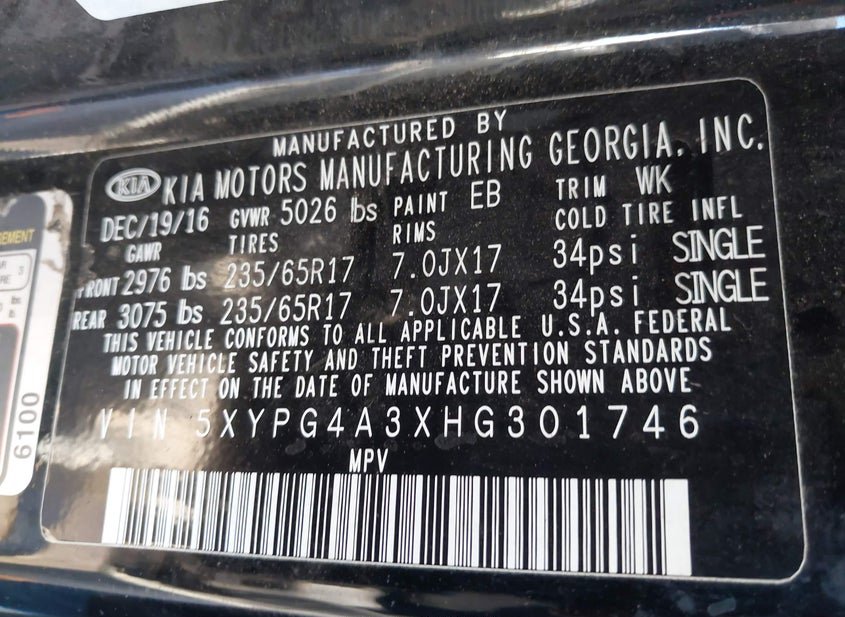 MANUFACTURED BY
KIA KIA MOTORS MANUFACTURING GEORGIA, INC.
DEC/19/16 GVWR 5026 lbs PAINT EB TRIM WK
GAWR TIRES RIMS COLD TIRE INFL
FRONT 2976 lbs 235/65R17 7.0JX17 34psi SINGLE
REAR 3075 lbs 235/65R17 7.0JX17 34psi SINGLE
THIS VEHICLE CONFORMS TO ALL APPLICABLE U.S.A. FEDERAL
MOTOR VEHICLE SAFETY AND THEFT PREVENTION STANDARDS
IN EFFECT ON THE DATE OF MANUFACTURE SHOWN ABOVE
VIN 5XYPG4A3XHG301746
MPV
6100